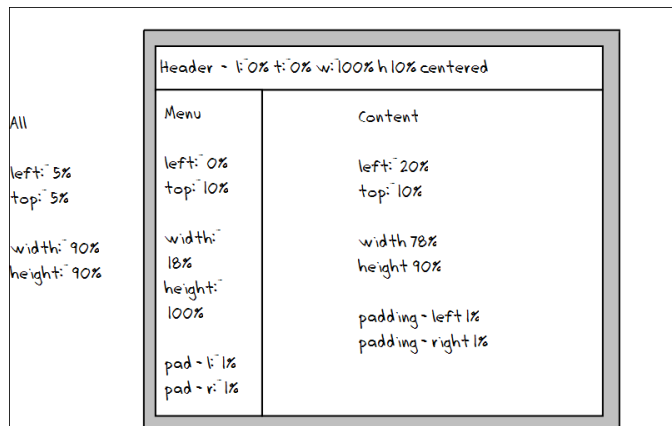 Header - l: 0% t: 0% w: 100% h 10% centered
All
left: 5%
top: 5%
width: 90%
height: 90%
Menu
left: 0%
top: 10%
width:
18%
height:
100%
pad - l: 1%
pad - r: 1%
Content
left: 20%
top: 10%
width 78%
height 90%
padding - left 1%
padding - right 1%